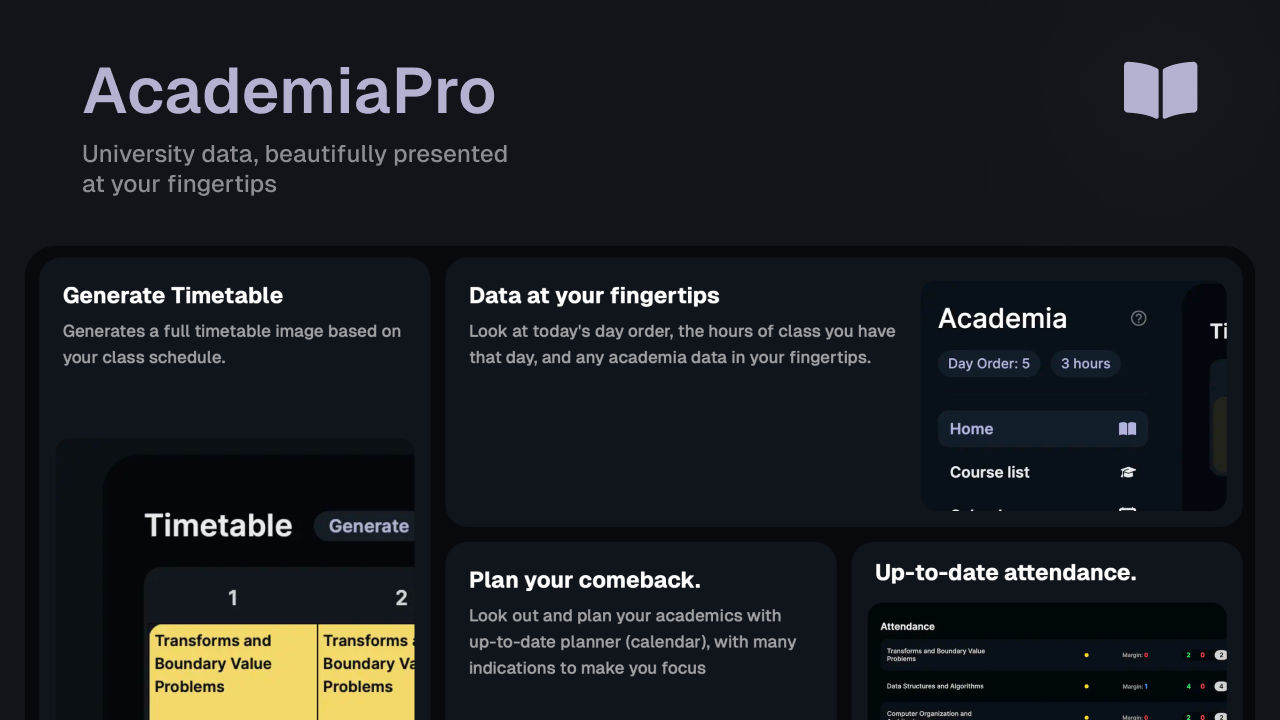 AcademiaPro
University data, beautifully presented
at your fingertips
Generate Timetable
Generates a full timetable image based on
your class schedule.
Timetable
Generate
1
2
Transforms and
Boundary Value
Problems
Transforms
Boundary
Problems
Data at your fingertips
Look at today's day order, the hours of class you have
that day, and any academia data in your fingertips.
Academia
Day Order: 5
3 hours
Home
Course list
Ti
Plan your comeback.
Look out and plan your academics with
up-to-date planner (calendar), with many
indications to make you focus
Up-to-date attendance.
Attendance
Transforms and Boundary Value
Problems
Margin: 0
2 0 2
Data Structures and Algorithms
Margin: 1
4 0 4
Computer Organization and
Margin: 0
2 0 2